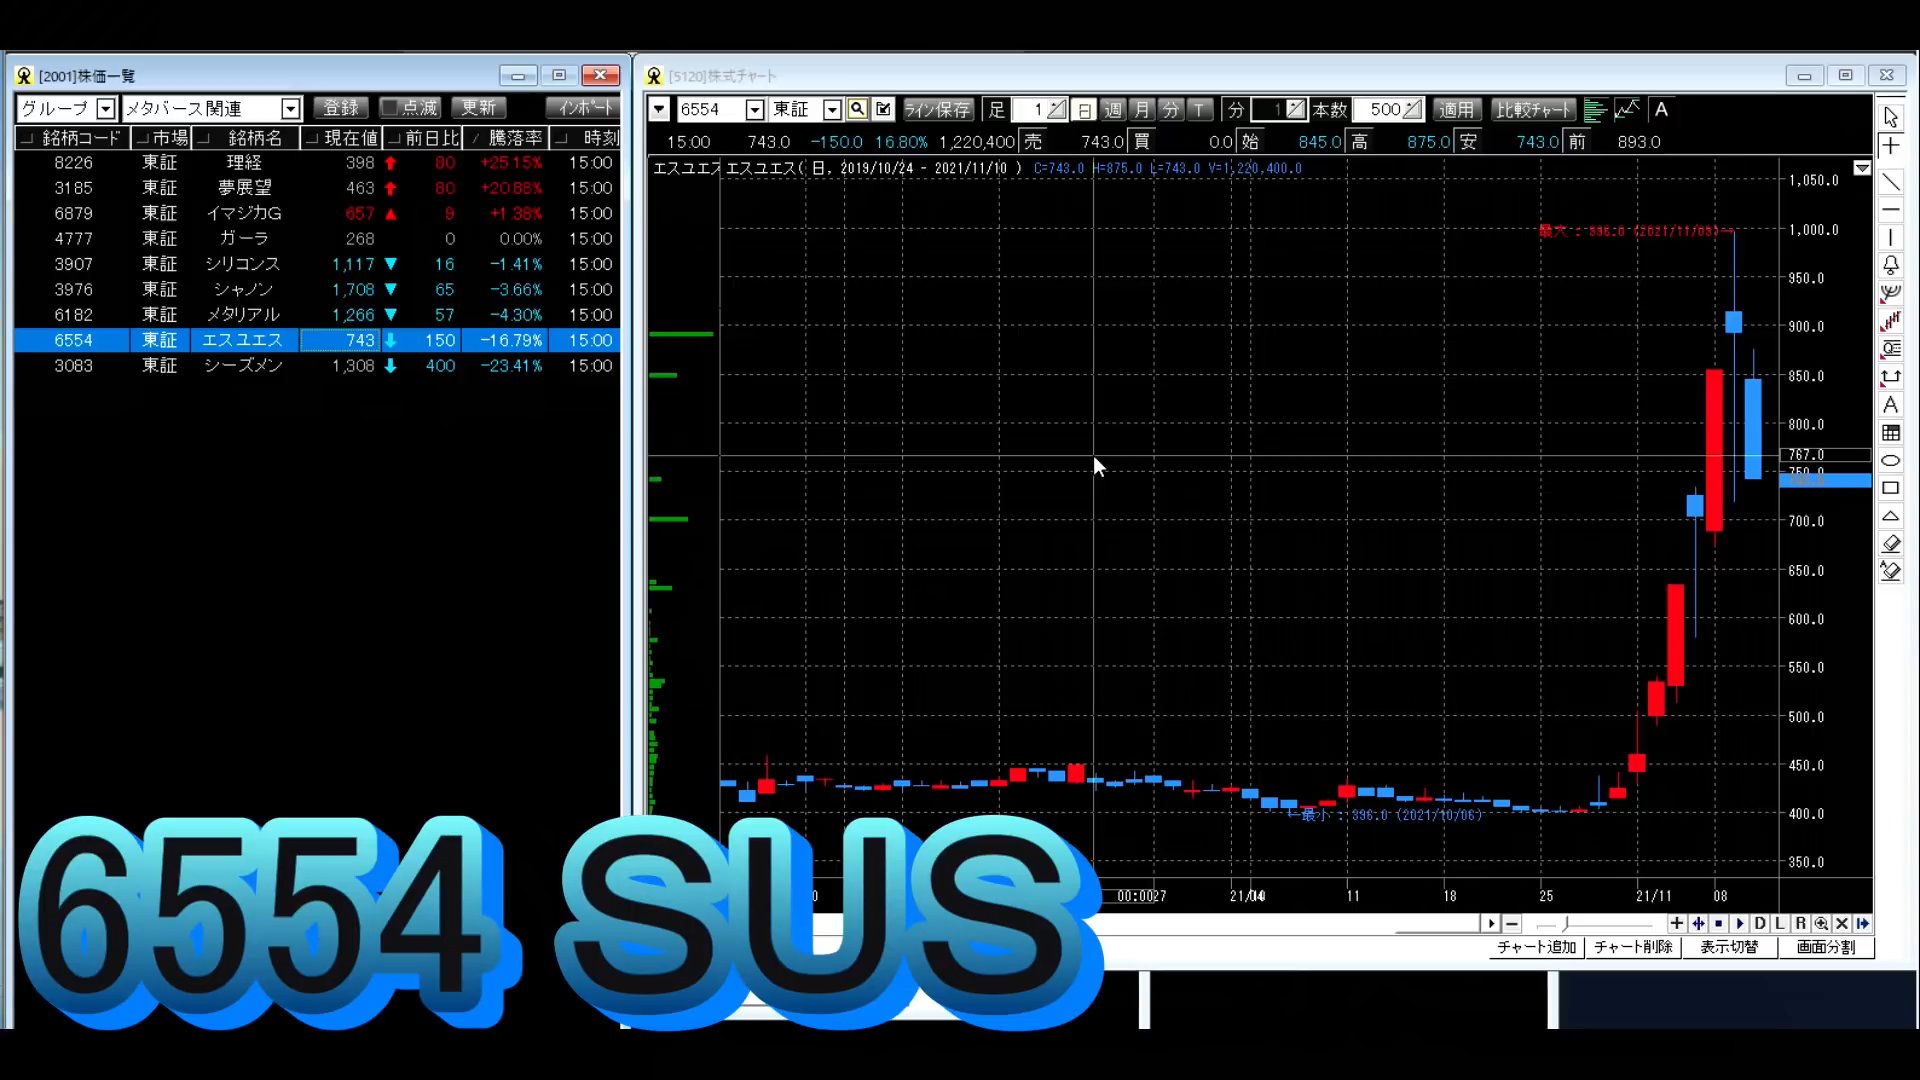 [2001]株価一覧
グループ メタバース関連 登録 点滅 更新 インポート
銘柄コード 市場 銘柄名 現在値 前日比 騰落率 時刻
8226 東証 理経 398 80 +25.15% 15:00
3185 東証 夢展望 463 80 +20.88% 15:00
6879 東証 イマジカG 657 9 +1.38% 15:00
4777 東証 ガーラ 268 0 0.00% 15:00
3907 東証 シリコンス 1,117 16 -1.41% 15:00
3976 東証 シャノン 1,708 65 -3.66% 15:00
6182 東証 メタリアル 1,266 57 -4.30% 15:00
6554 東証 エスユエス 743 150 -16.79% 15:00
3083 東証 シーズメン 1,308 400 -23.41% 15:00
[5120]株式チャート
6554 東証 ライン保存 足 1 日 週 月 分 T 分 1 本数 500 適用 比較チャート A
15:00 743.0 -150.0 16.80% 1,220,400 売 743.0 買 0.0 始 845.0 高 875.0 安 743.0 前 893.0
エスユエス エスユエス( 日, 2019/10/24 - 2021/11/10 ) C=743.0 H=875.0 L=743.0 V=1,220,400.0
1,050.0
1,000.0
950.0
900.0
850.0
800.0
767.0
750.0
700.0
650.0
600.0
550.0
500.0
450.0
400.0
350.0
←最小 : 396.0 (2021/10/06)
00:00 27 11 18 25 21/11 08
D L R
チャート追加 チャート削除 表示切替 画面分割
6554 SUS